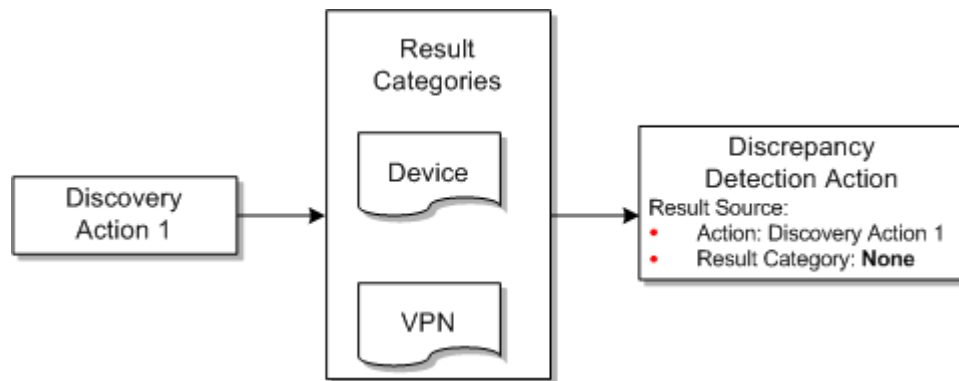 Discovery
Action 1
Result
Categories
Device
VPN
Discrepancy
Detection Action
Result Source:
• Action: Discovery Action 1
• Result Category: None